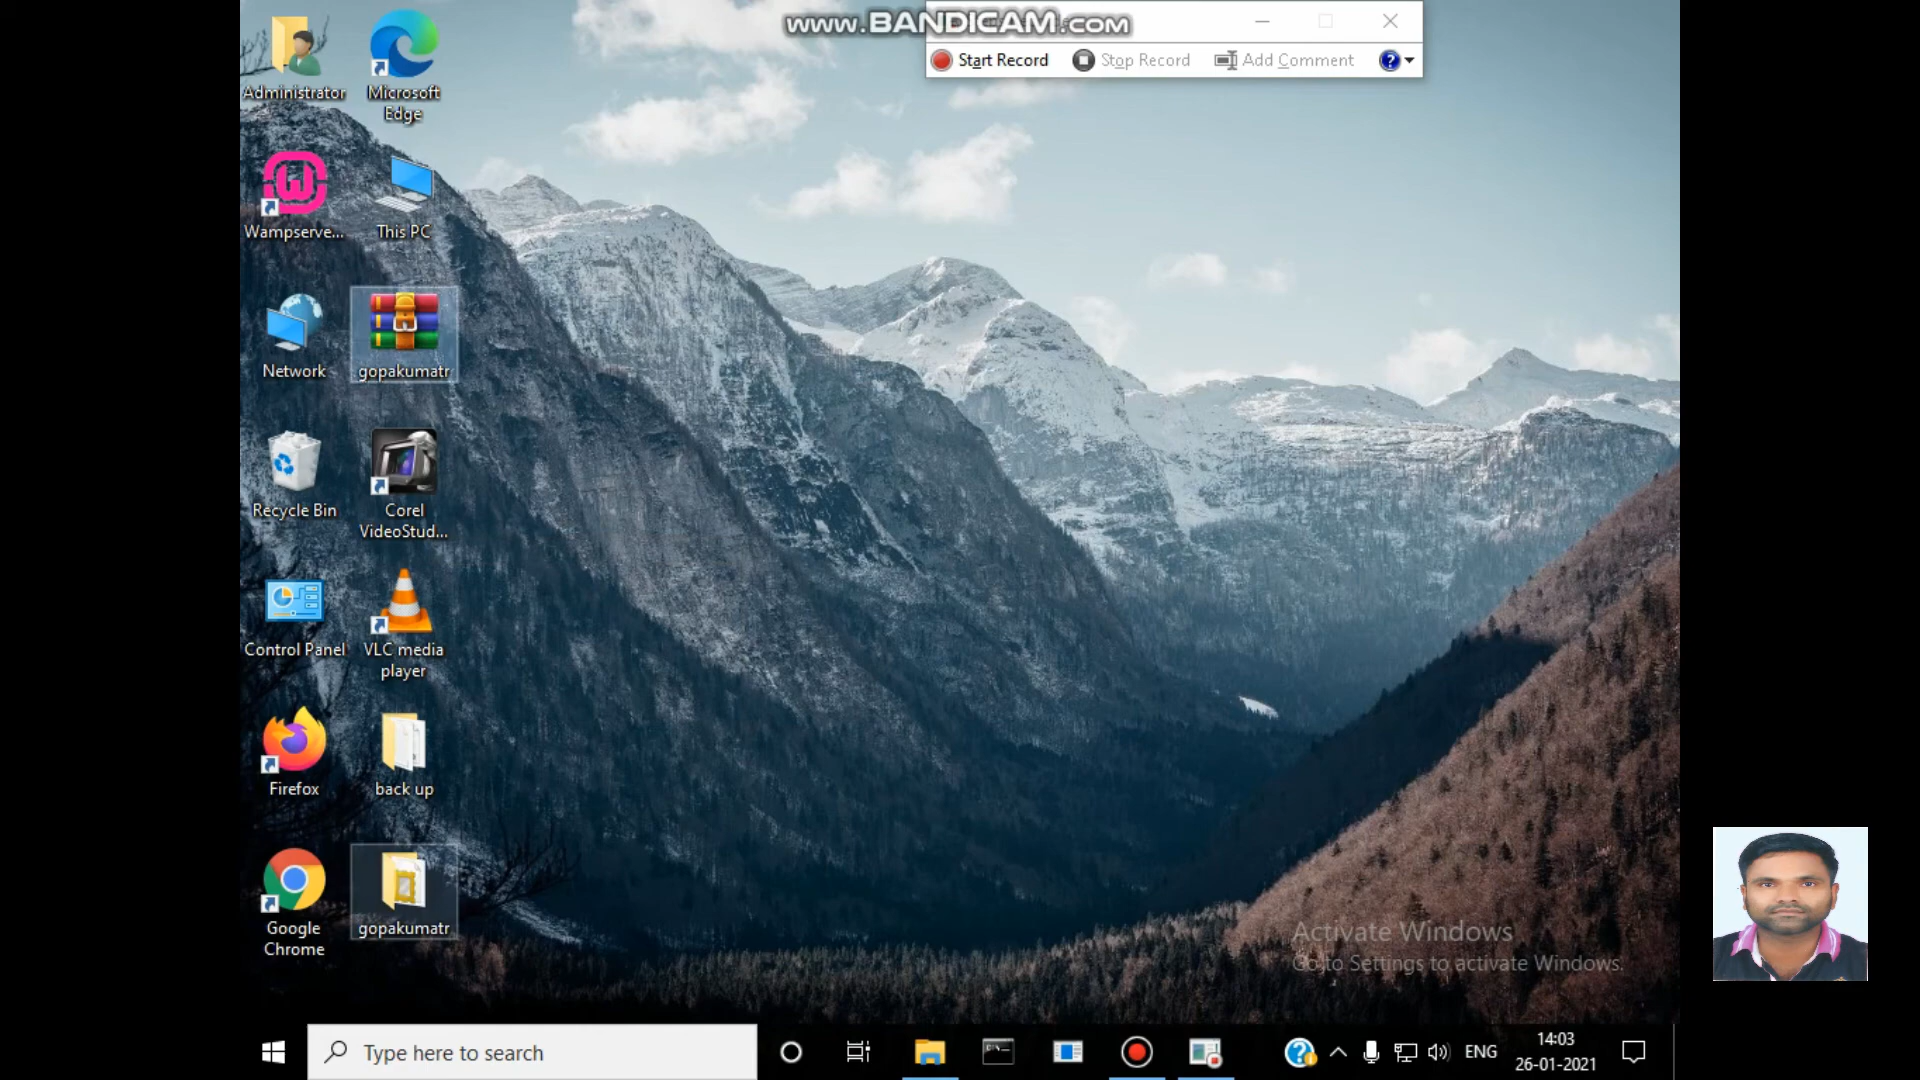 www.BANDICAM.com
Start Record
Stop Record
Add Comment
Administrator
Microsoft
Edge
Wampserve...
This PC
Network
gopakumatr
Recycle Bin
Corel
VideoStud...
Control Panel
VLC media
player
Firefox
back up
Google
Chrome
gopakumatr
Activate Windows
Go to Settings to activate Windows.
Type here to search
ENG
14:03
26-01-2021